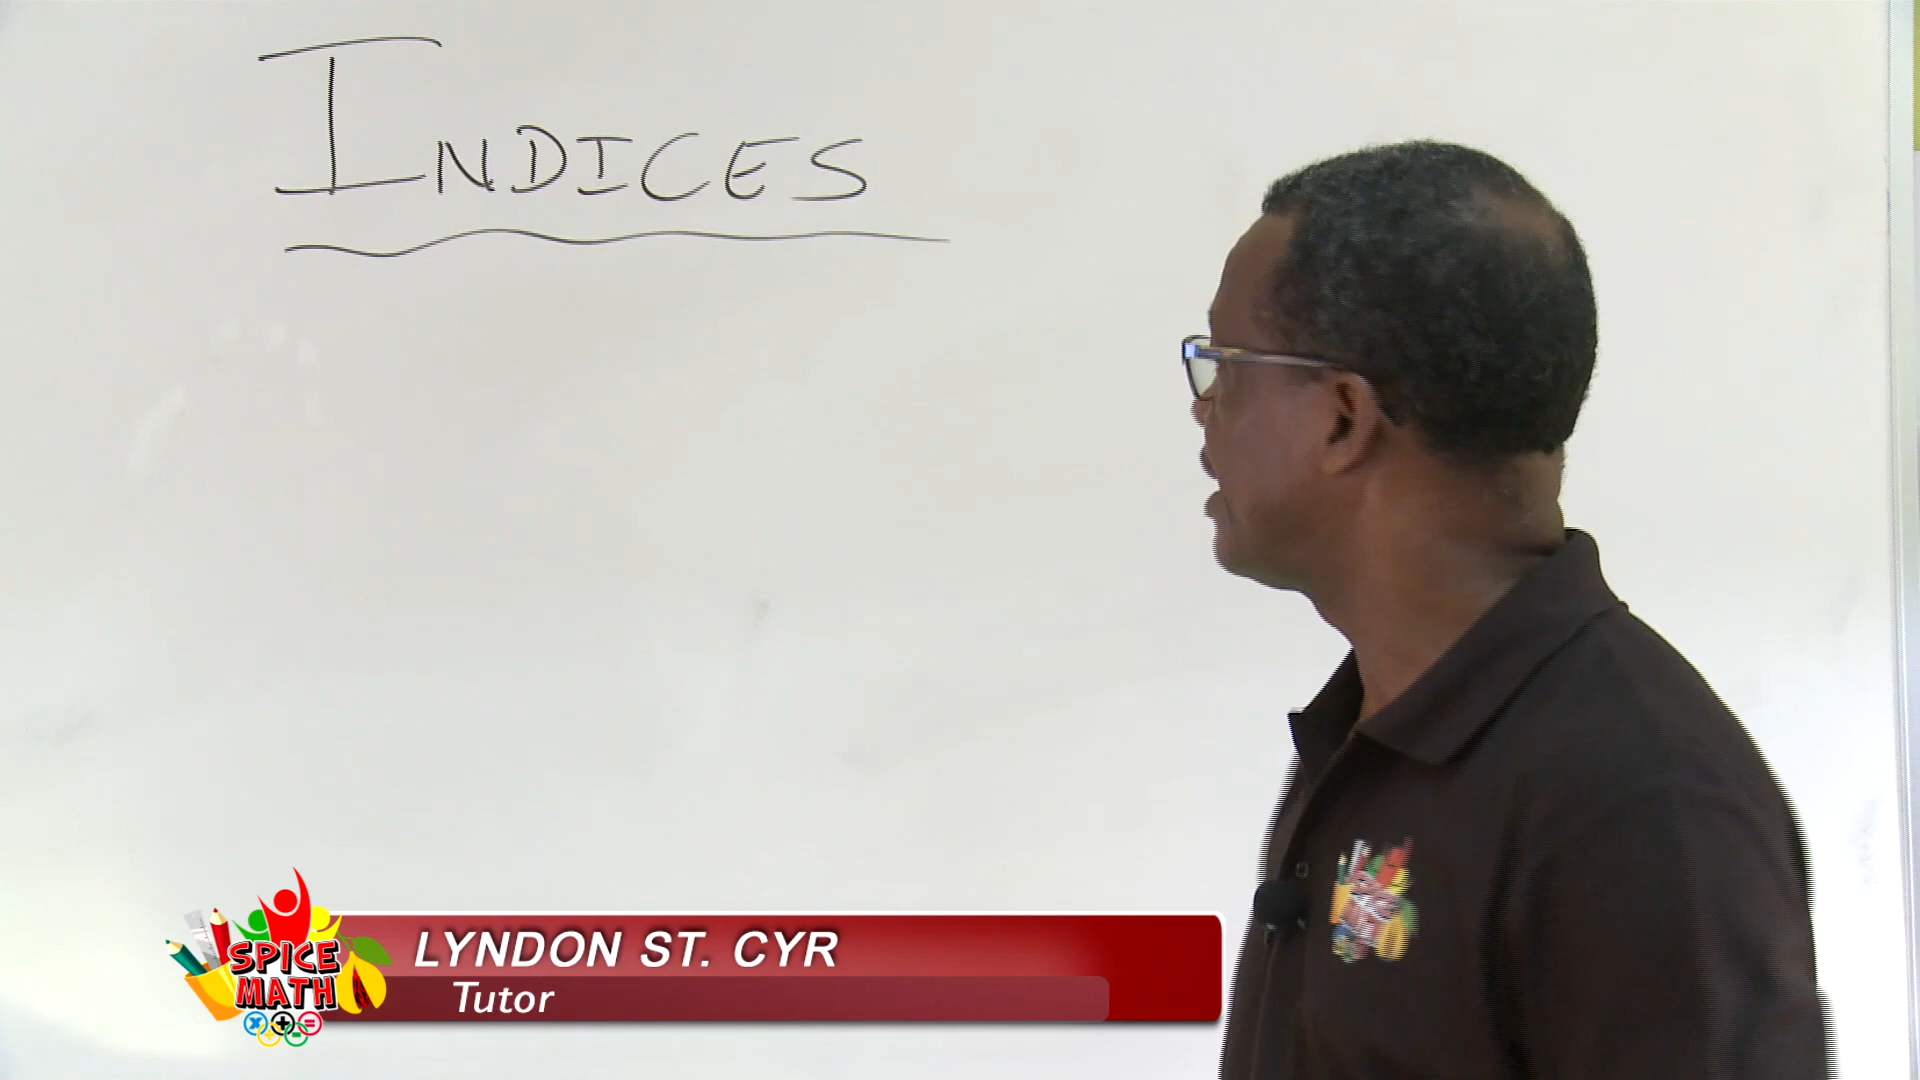 INDICES
SPICE
MATH
LYNDON ST. CYR
Tutor